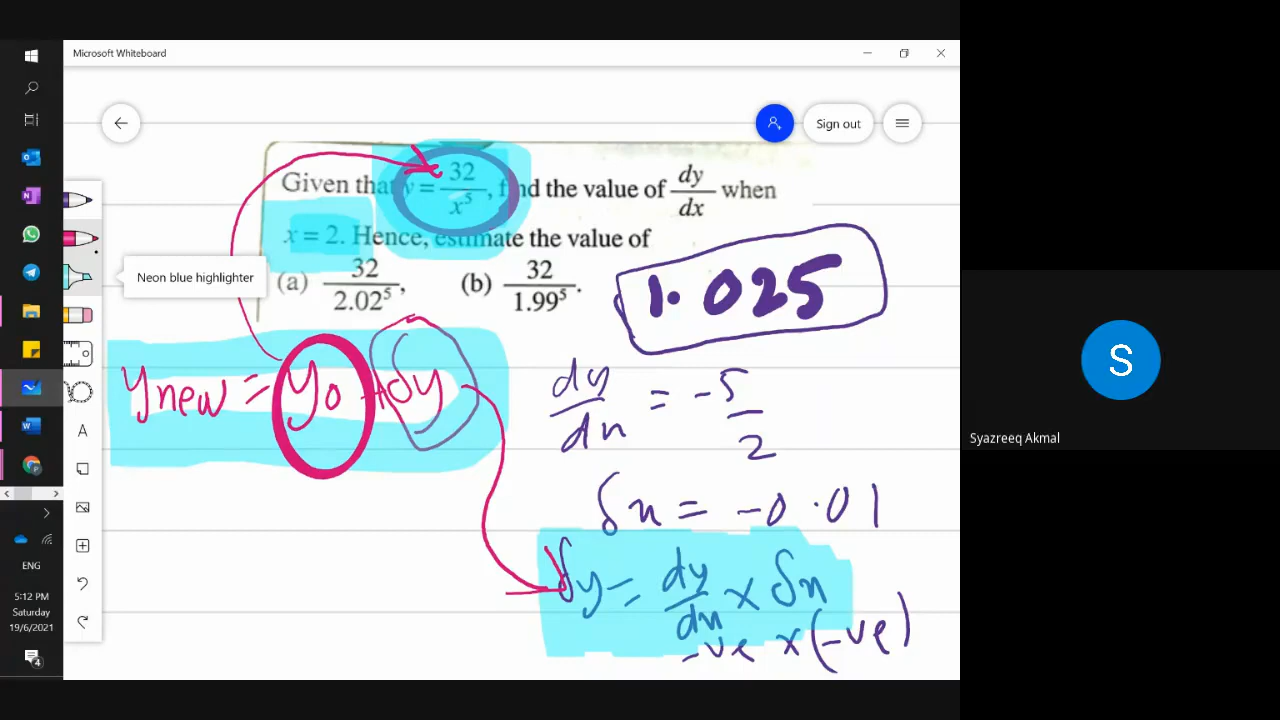 Microsoft Whiteboard
Sign out
Given that y = 32/x⁵, find the value of dy/dx when
x = 2. Hence, estimate the value of
(a) 32/2.02⁵, (b) 32/1.99⁵.
1.025
Neon blue highlighter
y new = y₀ + δy
dy/dx = -5/2
δx = -0.01
δy = dy/dx × δx
-ve × (-ve)
A
ENG
5:12 PM
Saturday
19/6/2021
4
S
Syazreeq Akmal